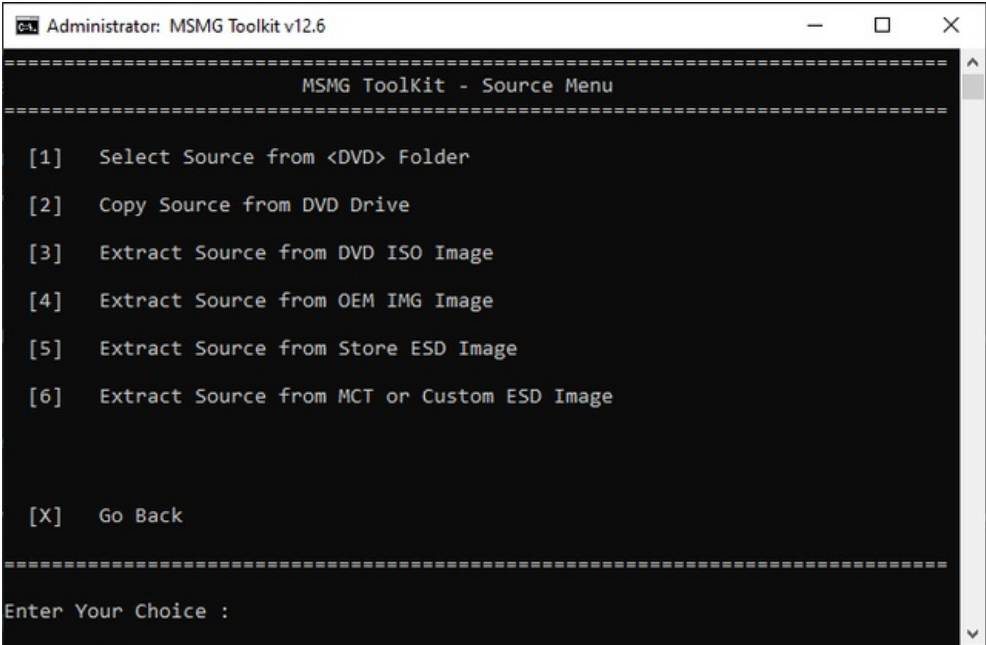 Administrator: MSMG Toolkit v12.6
===============================================================================
MSMG ToolKit - Source Menu
===============================================================================
[1] Select Source from <DVD> Folder
[2] Copy Source from DVD Drive
[3] Extract Source from DVD ISO Image
[4] Extract Source from OEM IMG Image
[5] Extract Source from Store ESD Image
[6] Extract Source from MCT or Custom ESD Image
[X] Go Back
===============================================================================
Enter Your Choice :